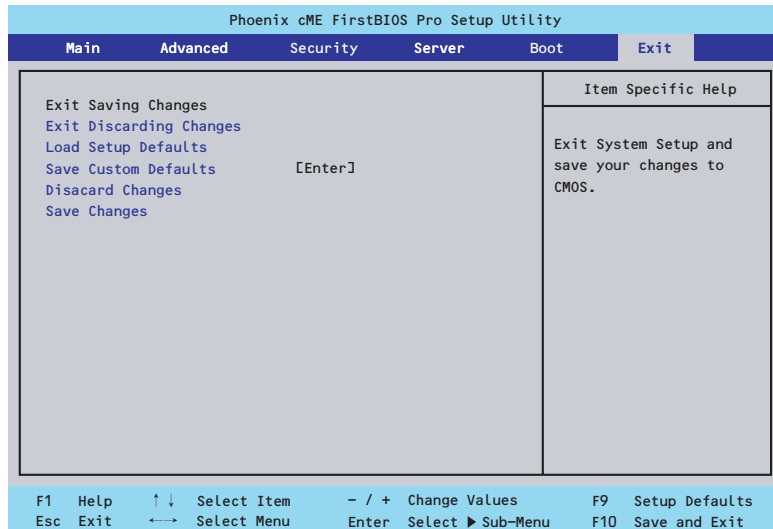 Phoenix cME FirstBIOS Pro Setup Utility
Main Advanced Security Server Boot Exit
Exit Saving Changes
Exit Discarding Changes
Load Setup Defaults
Save Custom Defaults [Enter]
Disacard Changes
Save Changes
Item Specific Help
Exit System Setup and
save your changes to
CMOS.
F1 Help ↑↓ Select Item - / + Change Values F9 Setup Defaults
Esc Exit ←→ Select Menu Enter Select ▶ Sub-Menu F10 Save and Exit